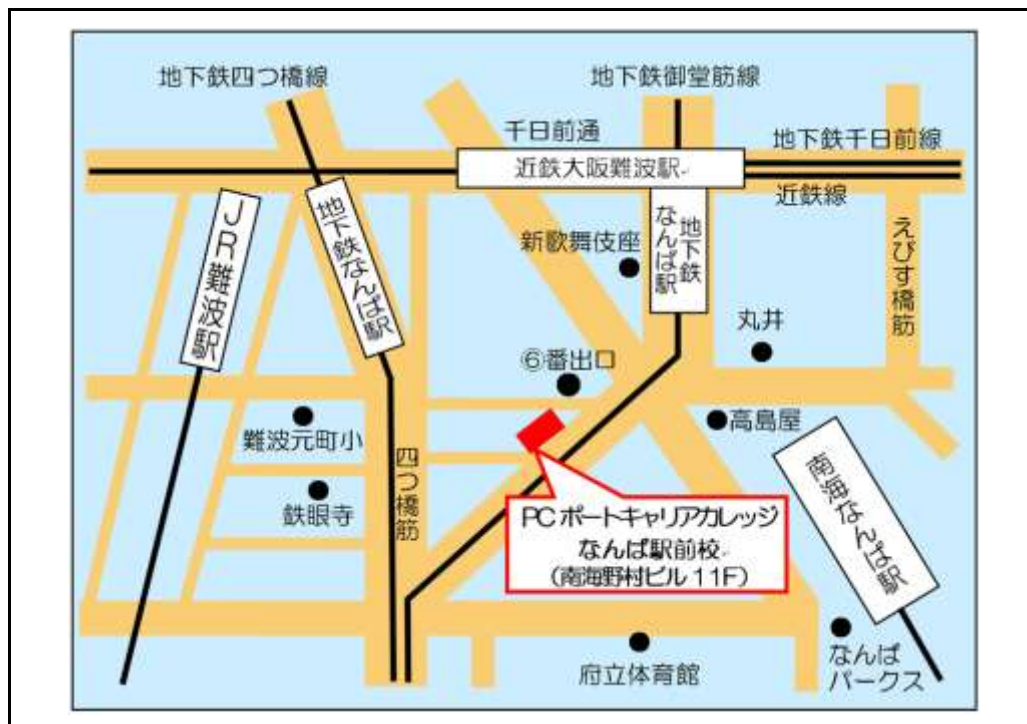 地下鉄四つ橋線
地下鉄御堂筋線
千日前通
地下鉄千日前線
近鉄大阪難波駅
近鉄線
JR難波駅
地下鉄なんば駅
新歌舞伎座
地下鉄
なんば駅
えびす橋筋
丸井
⑥番出口
難波元町小
高島屋
四つ橋筋
鉄眼寺
南海なんば駅
PCポートキャリアカレッジ
なんば駅前校
(南海野村ビル11F)
府立体育館
なんば
パークス